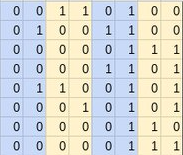 0 0 1 1 0 1 0 0
0 1 0 0 1 1 0 0
0 0 0 0 0 1 1 1
0 0 0 0 1 1 0 1
0 1 1 0 0 1 0 1
0 0 0 1 0 1 0 1
0 0 0 0 0 1 1 0
0 0 0 0 0 1 1 1